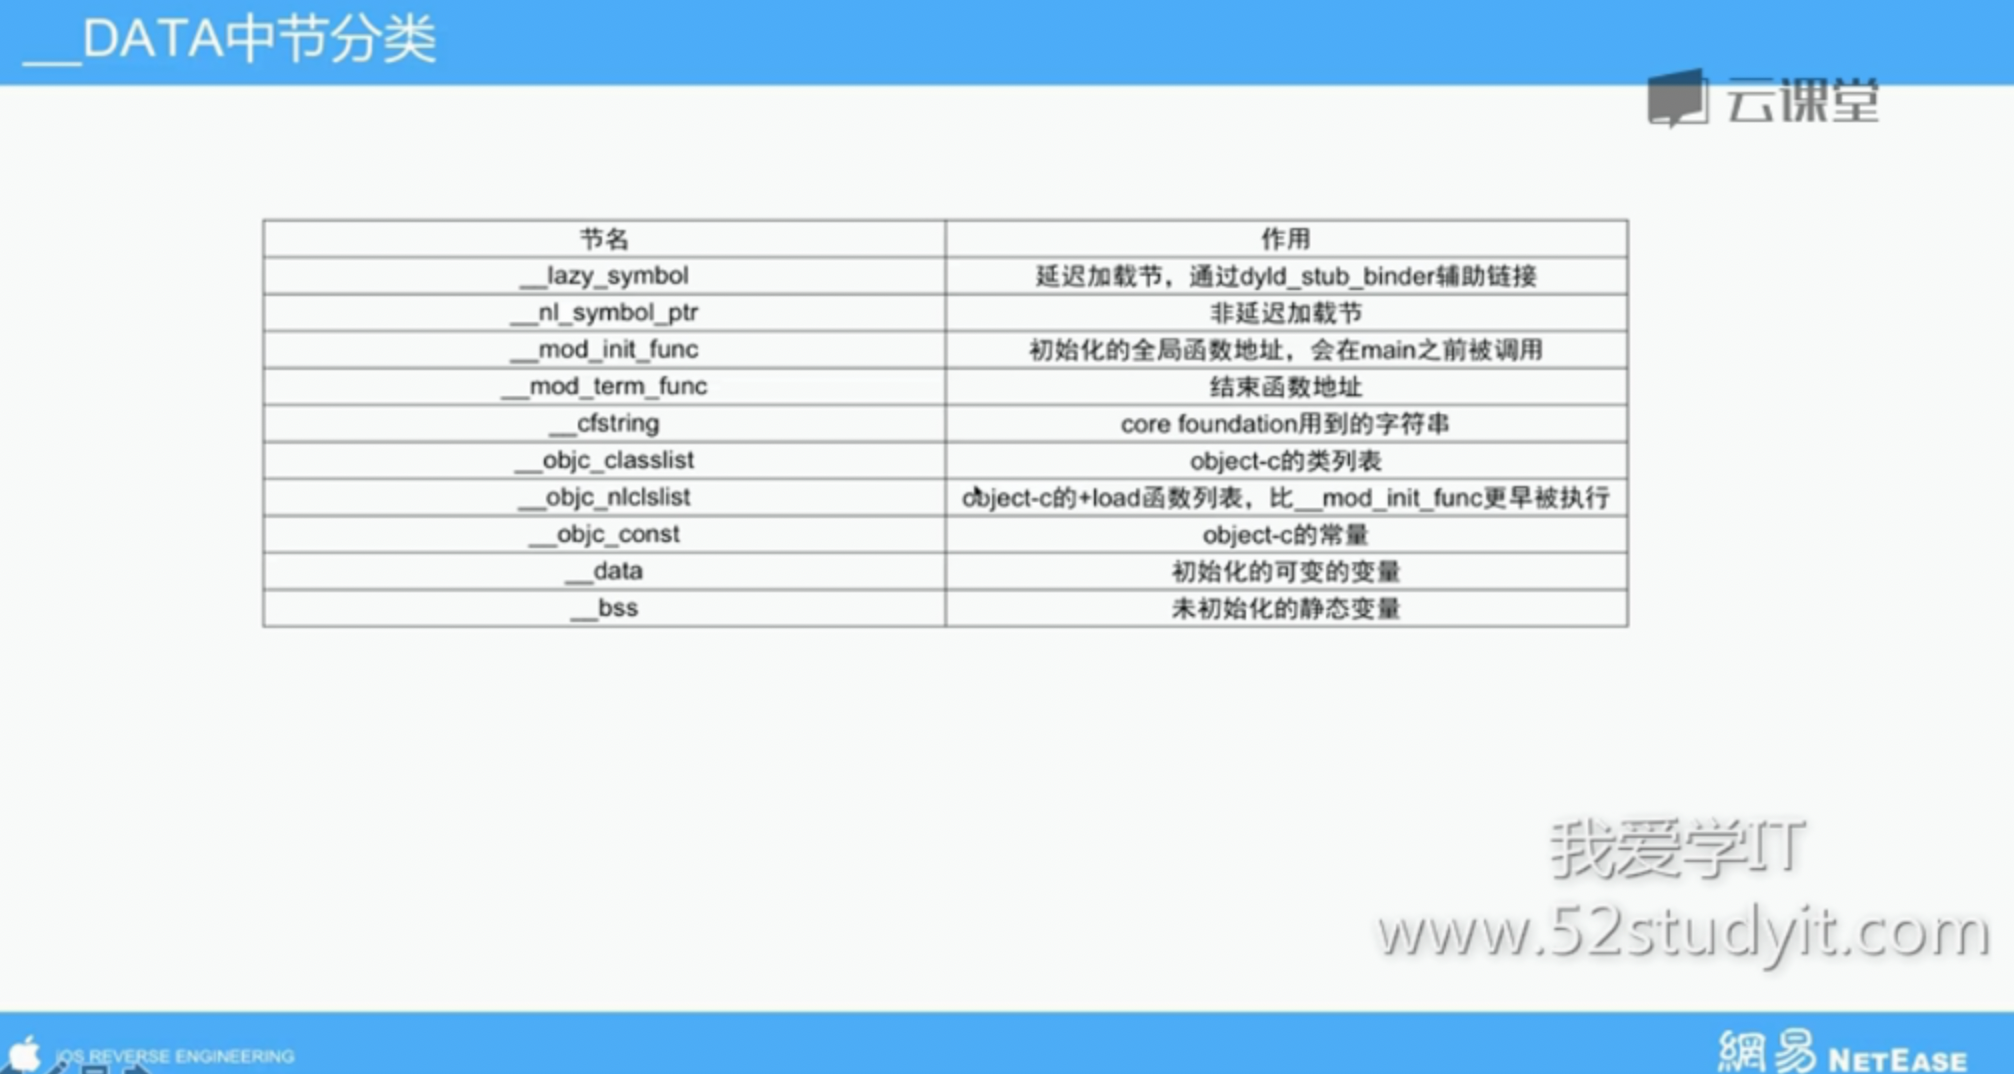 __DATA中节分类
云课堂
节名 作用
__lazy_symbol 延迟加载节，通过dyld_stub_binder辅助链接
__nl_symbol_ptr 非延迟加载节
__mod_init_func 初始化的全局函数地址，会在main之前被调用
__mod_term_func 结束函数地址
__cfstring core foundation用到的字符串
__objc_classlist object-c的类列表
__objc_nlclslist object-c的+load函数列表，比__mod_init_func更早被执行
__objc_const object-c的常量
__data 初始化的可变的变量
__bss 未初始化的静态变量
我爱学IT
www.52studyit.com
iOS REVERSE ENGINEERING
網易 NETEASE